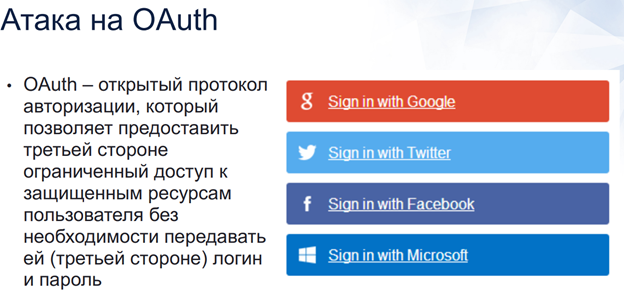 Атака на OAuth
• OAuth – открытый протокол
авторизации, который
позволяет предоставить
третьей стороне
ограниченный доступ к
защищенным ресурсам
пользователя без
необходимости передавать
ей (третьей стороне) логин
и пароль
Sign in with Google
Sign in with Twitter
Sign in with Facebook
Sign in with Microsoft